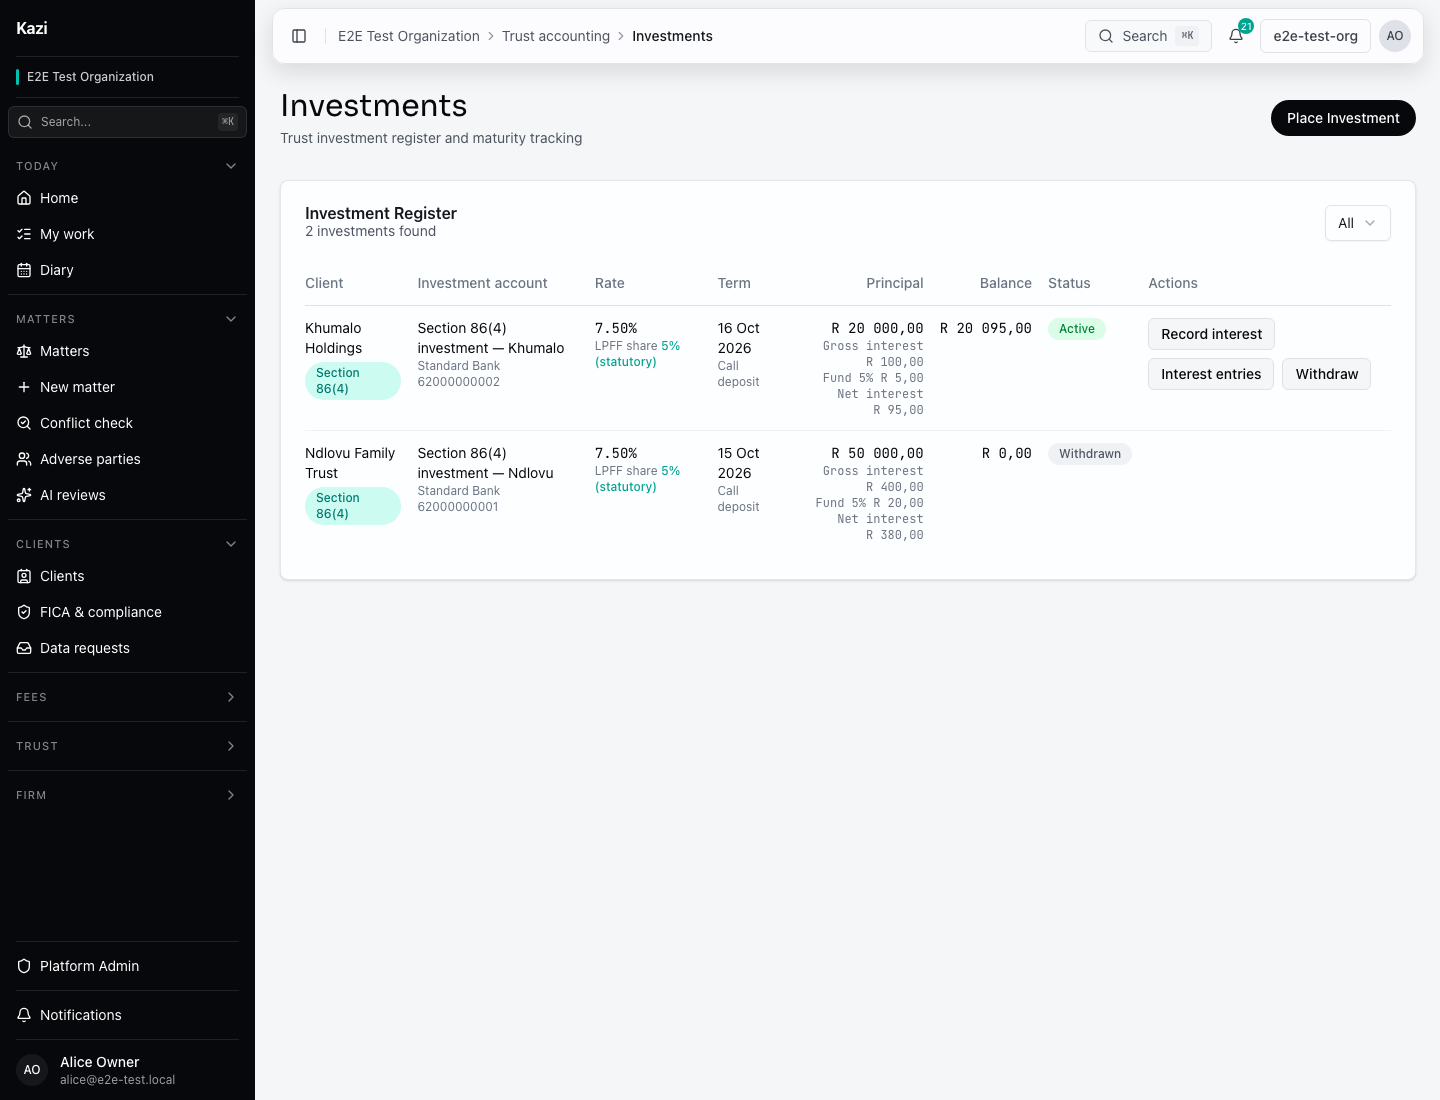 Kazi
E2E Test Organization
Search...
⌘K
TODAY
Home
My work
Diary
MATTERS
Matters
New matter
Conflict check
Adverse parties
AI reviews
CLIENTS
Clients
FICA & compliance
Data requests
FEES
TRUST
FIRM
Platform Admin
Notifications
AO
Alice Owner
alice@e2e-test.local
E2E Test Organization
Trust accounting
Investments
Search ⌘K
21
e2e-test-org
AO
Investments
Trust investment register and maturity tracking
Place Investment
Investment Register
2 investments found
All
Client Investment account Rate Term Principal Balance Status Actions
Khumalo
Holdings
Section
86(4)
Section 86(4)
investment — Khumalo
Standard Bank
62000000002
7.50%
LPFF share 5%
(statutory)
16 Oct
2026
Call
deposit
R 20 000,00
Gross interest
R 100,00
Fund 5% R 5,00
Net interest
R 95,00
R 20 095,00
Active
Record interest
Interest entries
Withdraw
Ndlovu Family
Trust
Section
86(4)
Section 86(4)
investment — Ndlovu
Standard Bank
62000000001
7.50%
LPFF share 5%
(statutory)
15 Oct
2026
Call
deposit
R 50 000,00
Gross interest
R 400,00
Fund 5% R 20,00
Net interest
R 380,00
R 0,00
Withdrawn